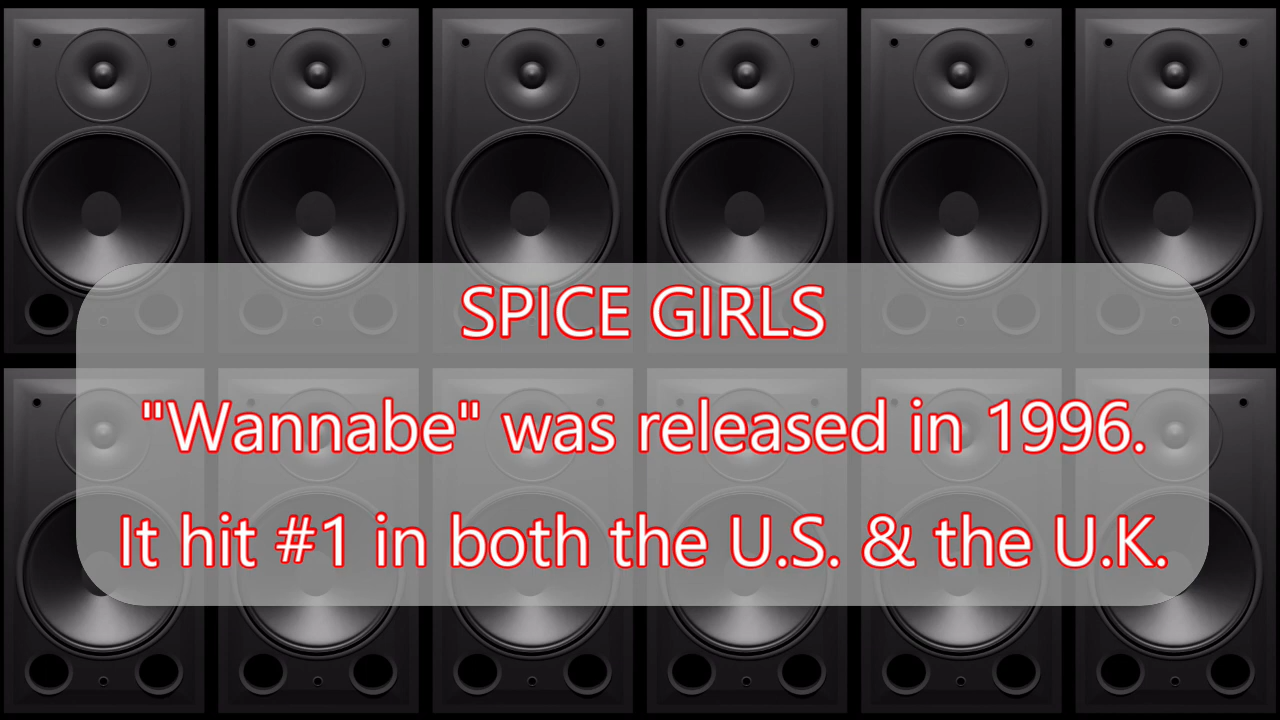 SPICE GIRLS
"Wannabe" was released in 1996.
It hit #1 in both the U.S. & the U.K.